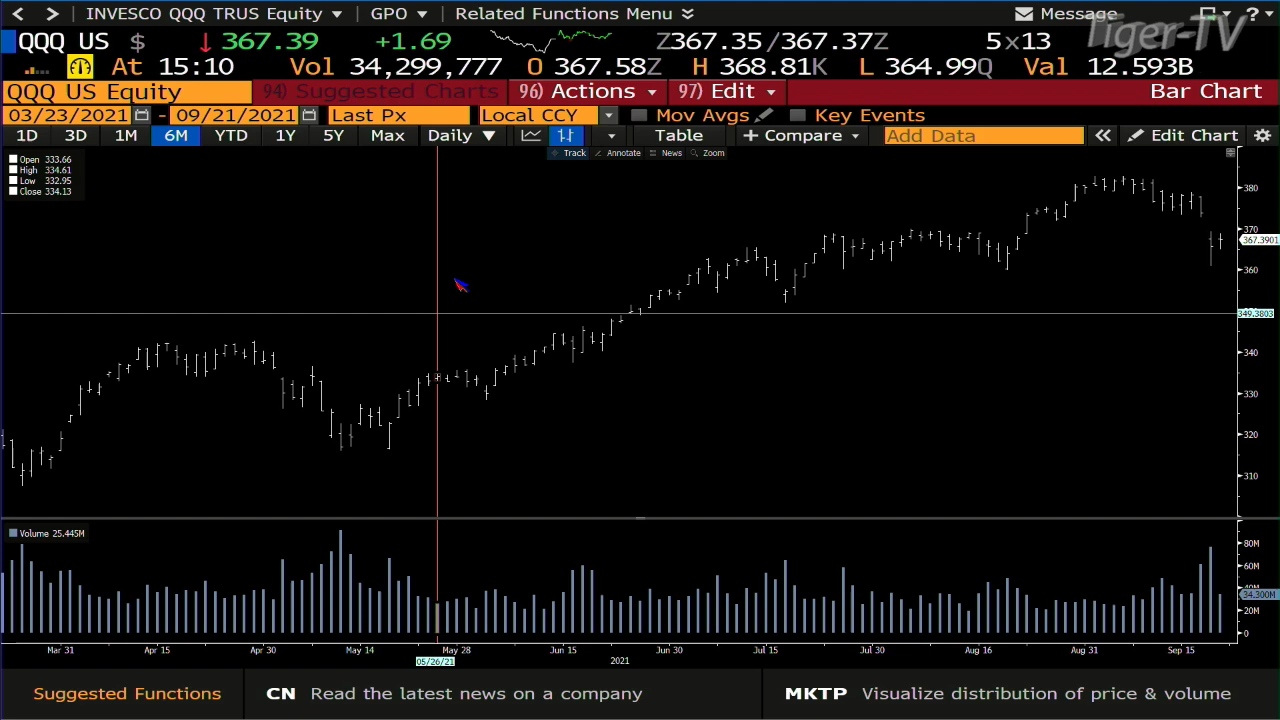 INVESCO QQQ TRUS Equity GPO Related Functions Menu Message ?
QQQ US $ 367.39 +1.69 Z367.35/367.37Z 5x13 Tiger-TV
At 15:10 Vol 34,299,777 O 367.58Z H 368.81K L 364.99Q Val 12.593B
QQQ US Equity 94) Suggested Charts 96) Actions 97) Edit Bar Chart
03/23/2021 - 09/21/2021 Last Px Local CCY Mov Avgs Key Events
1D 3D 1M 6M YTD 1Y 5Y Max Daily Table + Compare Add Data Edit Chart
Track Annotate News Zoom
Open 333.66
High 334.61
Low 332.95
Close 334.13
380
370
367.3901
360
349.3803
340
330
320
310
Volume 25.445M
80M
60M
40M
34.300M
20M
0
Mar 31 Apr 15 Apr 30 May 14 May 28 Jun 15 Jun 30 Jul 15 Jul 30 Aug 16 Aug 31 Sep 15
05/26/21 2021
Suggested Functions CN Read the latest news on a company MKTP Visualize distribution of price & volume